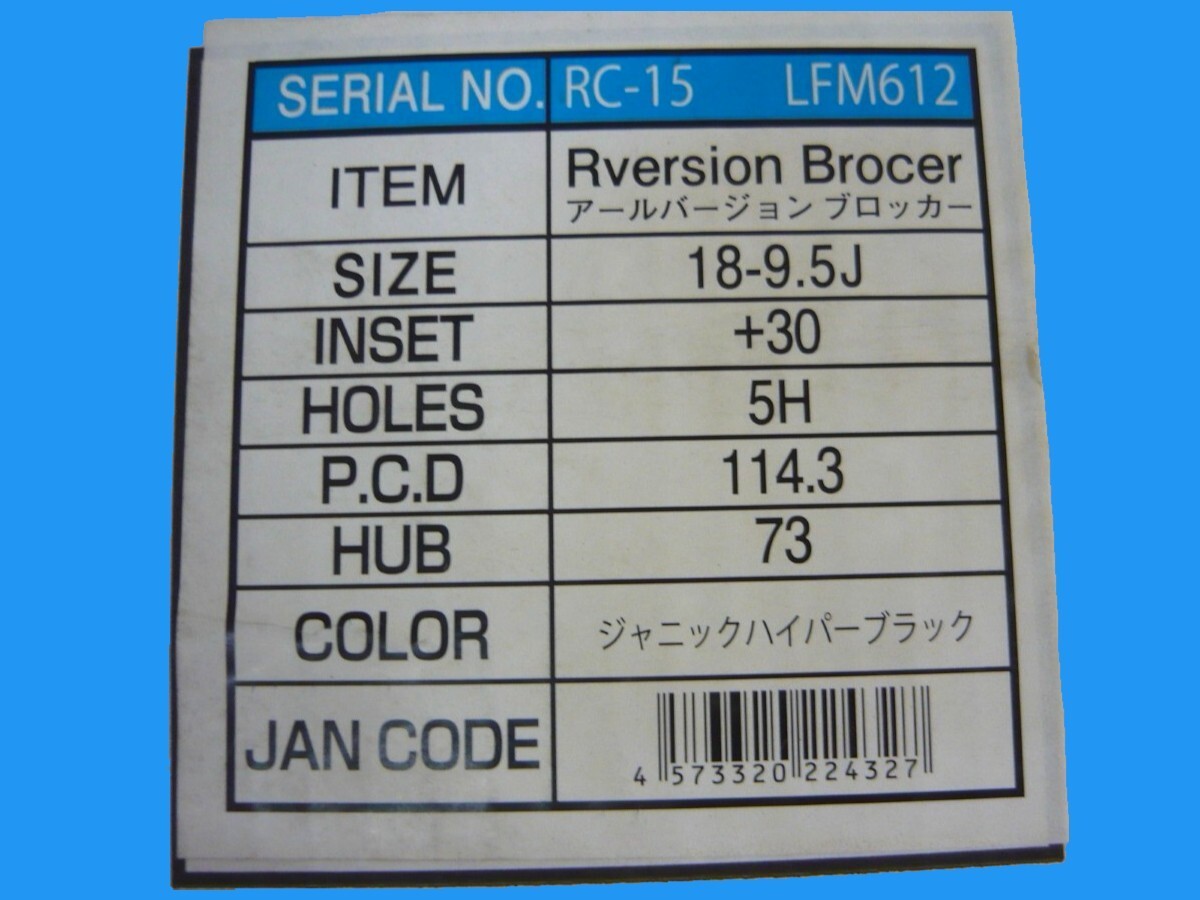 SERIAL NO. RC-15 LFM612
ITEM Rversion Brocer
アールバージョン ブロッカー
SIZE 18-9.5J
INSET +30
HOLES 5H
P.C.D 114.3
HUB 73
COLOR ジャニックハイパーブラック
JAN CODE 4 573320 224327